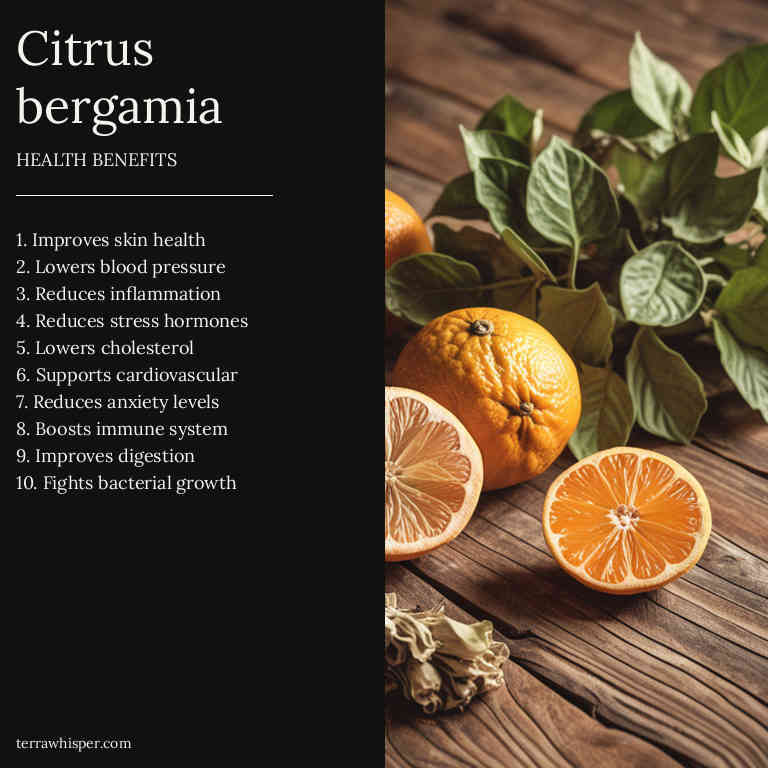 Citrus
bergamia
HEALTH BENEFITS
1. Improves skin health
2. Lowers blood pressure
3. Reduces inflammation
4. Reduces stress hormones
5. Lowers cholesterol
6. Supports cardiovascular
7. Reduces anxiety levels
8. Boosts immune system
9. Improves digestion
10. Fights bacterial growth
terrawhisper.com